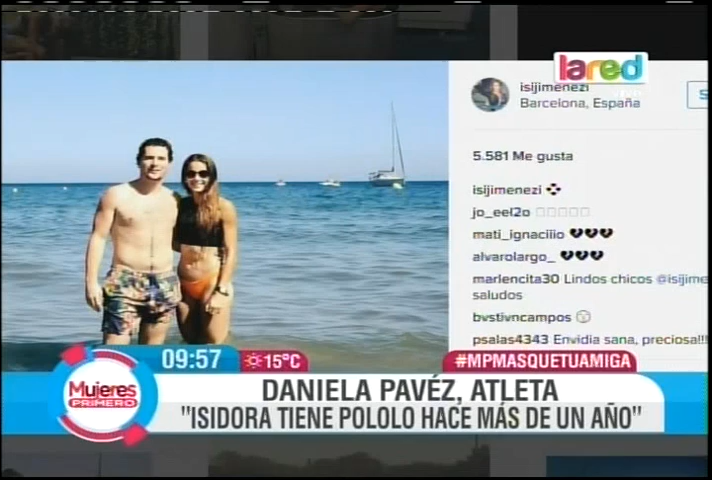 lared
isijimenezi
Barcelona, España
S
5.581 Me gusta
isijimenezi
jo_eel2o
mati_ignaciiio
alvarolargo_
marlencita30 Lindos chicos @isijime
saludos
bvstivncampos
psalas4343 Envidia sana, preciosa!!!
09:57
15°C
#MPMASQUETUAMIGA
Mujeres
PRIMERO
DANIELA PAVÉZ, ATLETA
"ISIDORA TIENE POLOLO HACE MÁS DE UN AÑO"